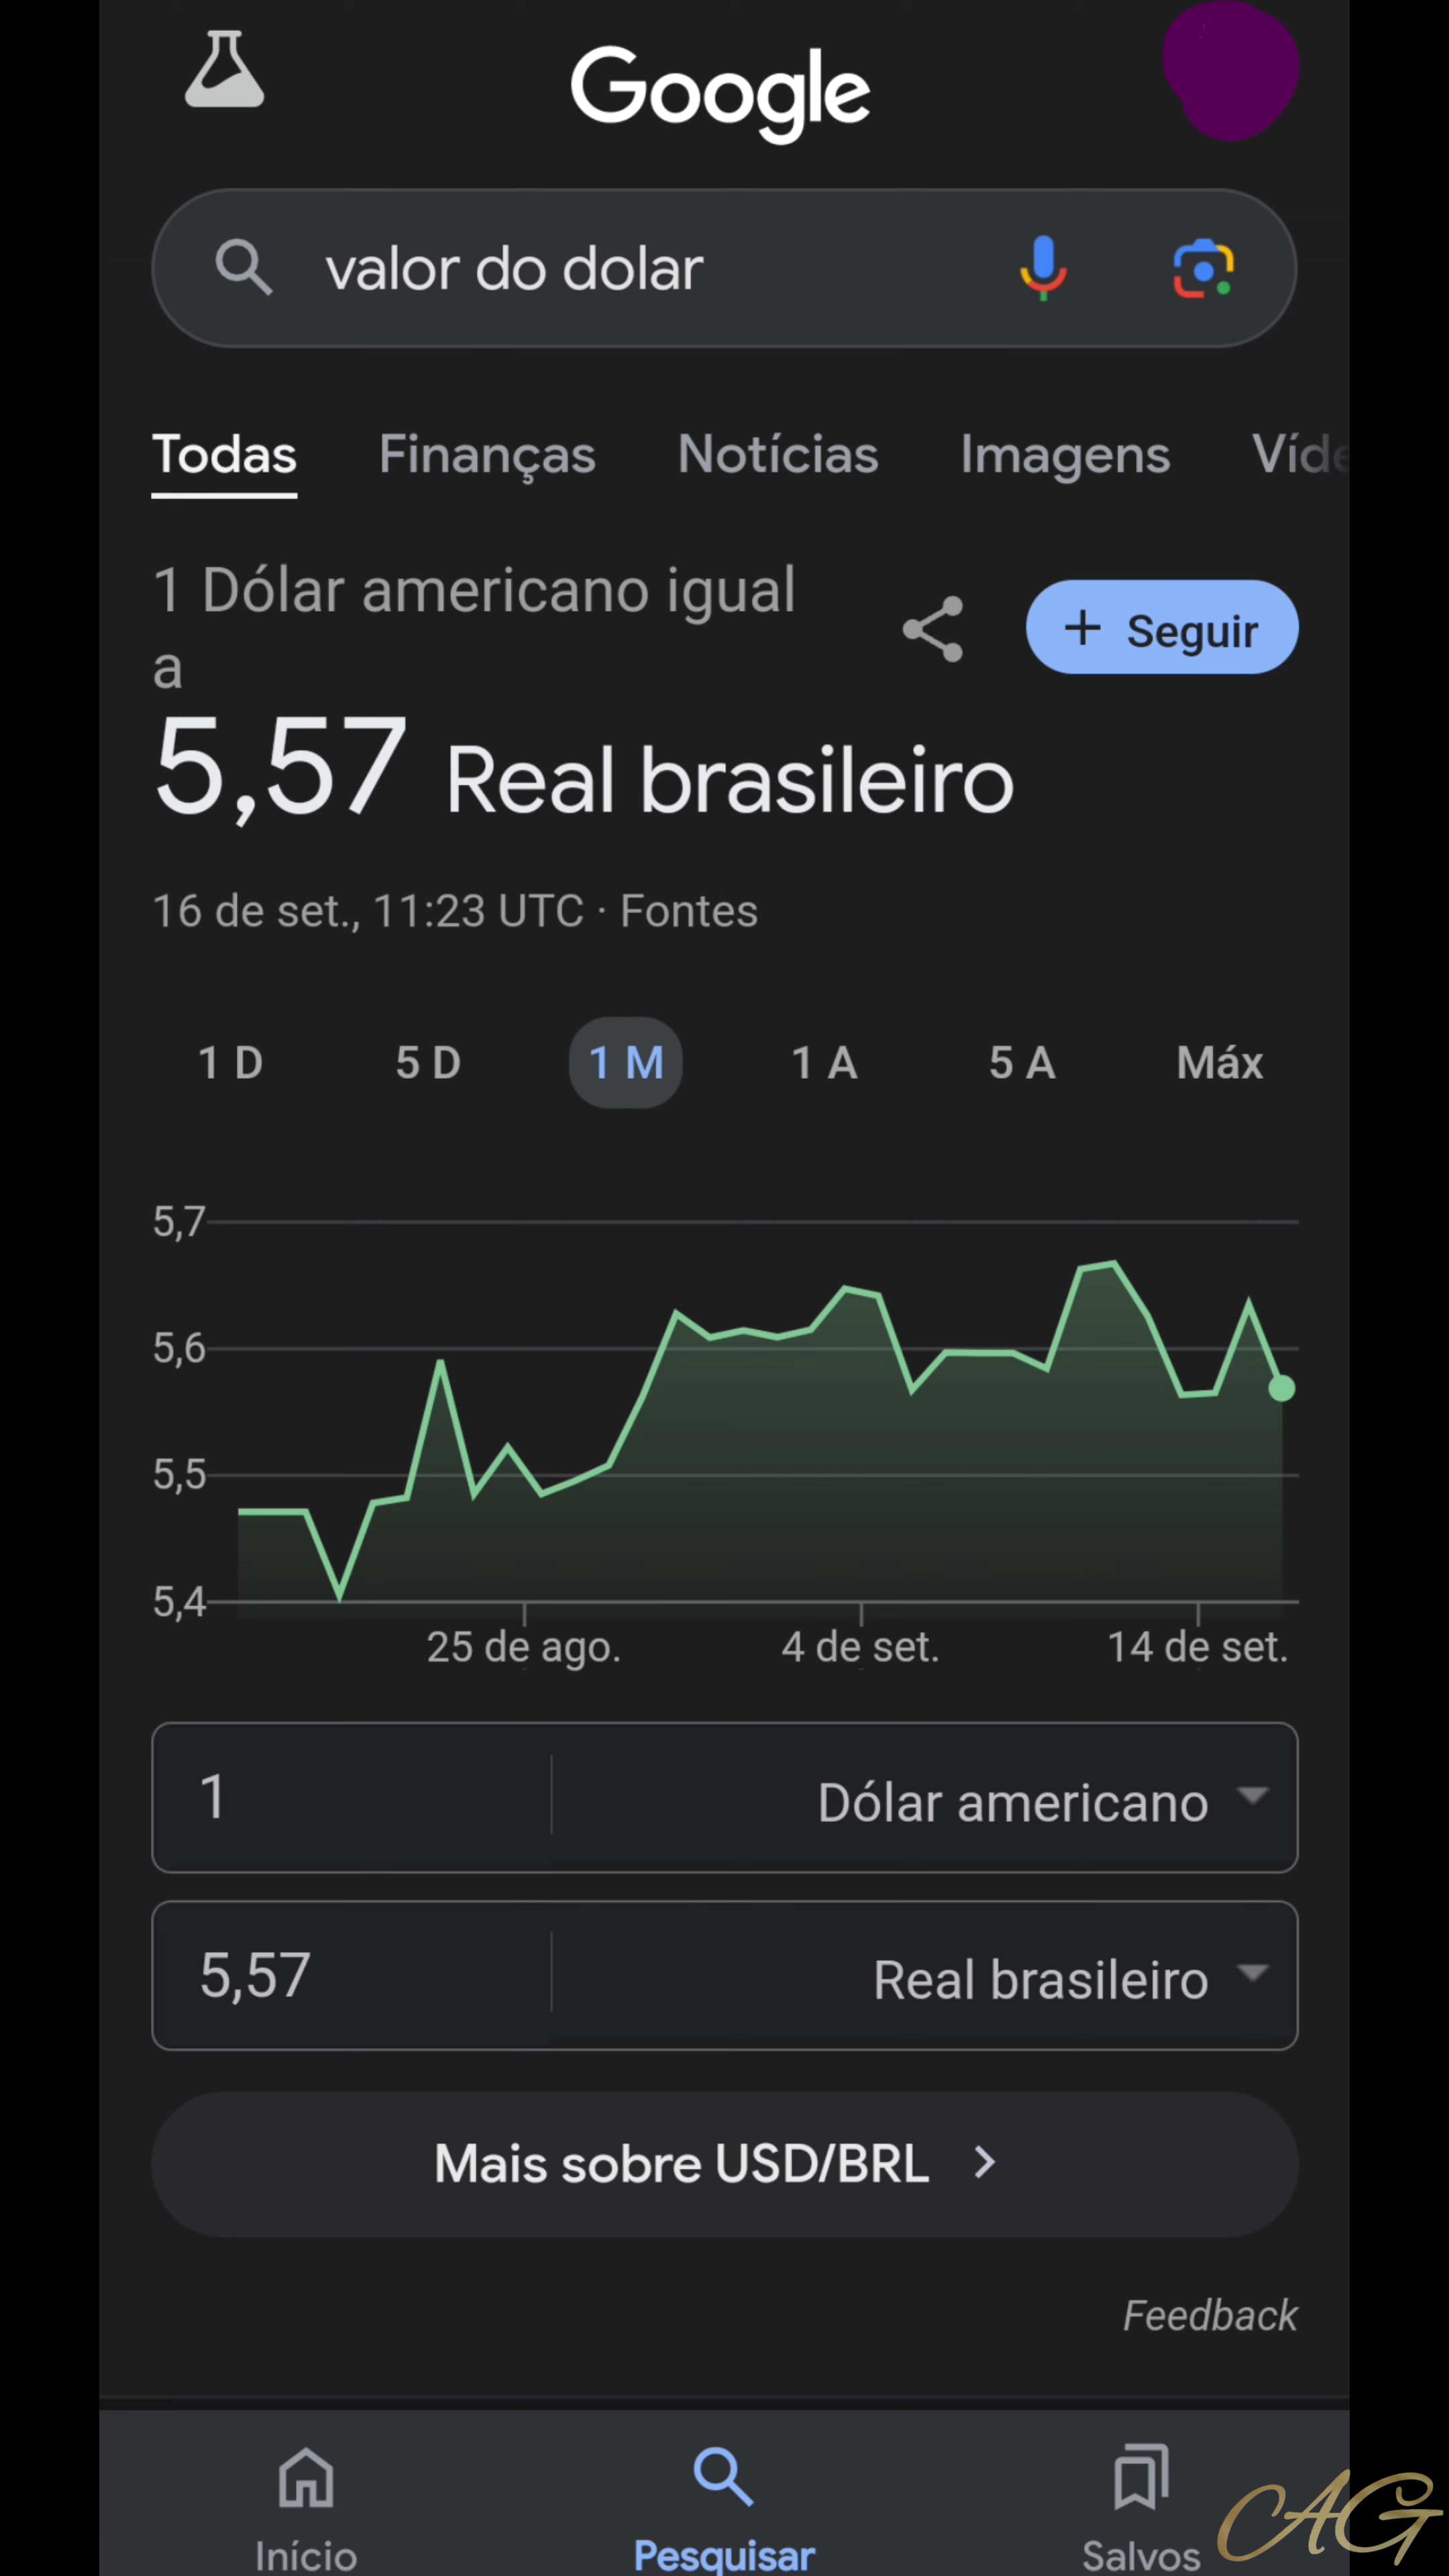 Google
valor do dolar
Todas Finanças Notícias Imagens Víde
1 Dólar americano igual
a
+ Seguir
5,57 Real brasileiro
16 de set., 11:23 UTC · Fontes
1 D 5 D 1 M 1 A 5 A Máx
5,7
5,6
5,5
5,4
25 de ago. 4 de set. 14 de set.
1 Dólar americano
5,57 Real brasileiro
Mais sobre USD/BRL >
Feedback
Início Pesquisar Salvos
CAG